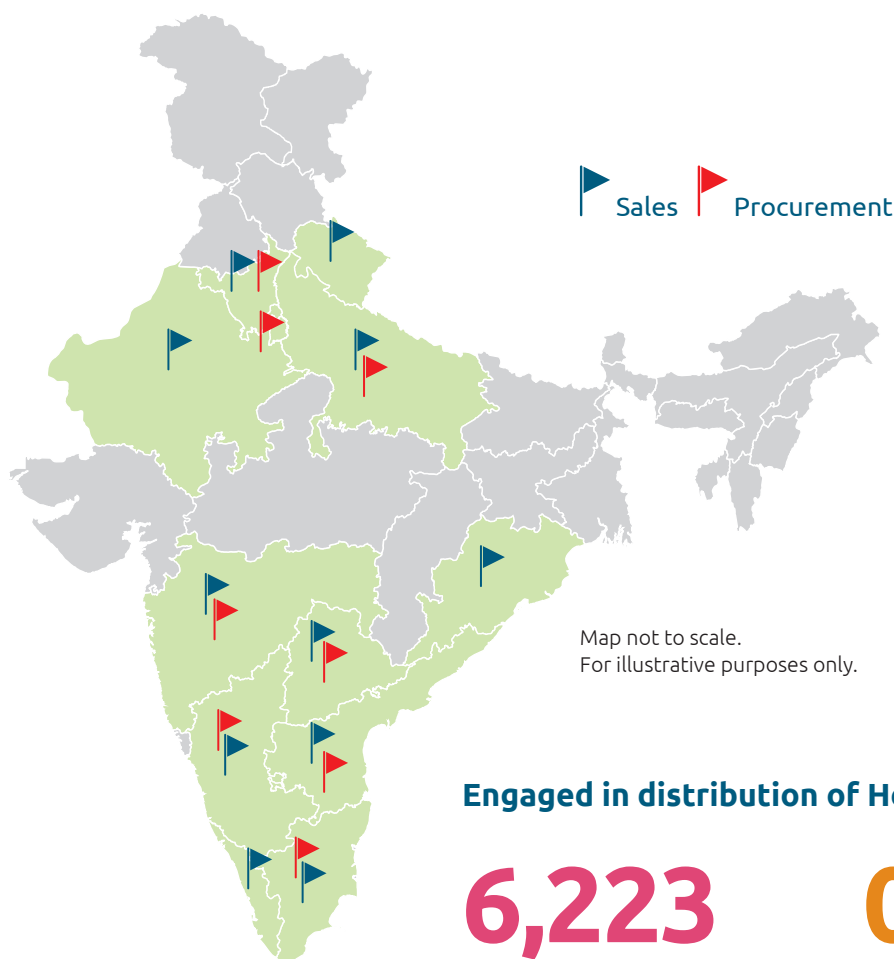 Sales Procurement
Map not to scale.
For illustrative purposes only.
Engaged in distribution of
6,223